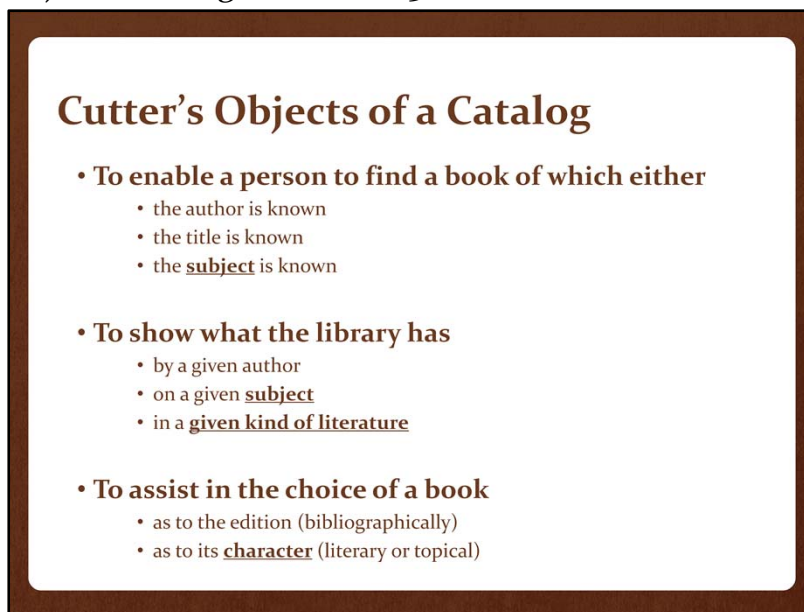 Cutter’s Objects of a Catalog
• To enable a person to find a book of which either
• the author is known
• the title is known
• the subject is known
• To show what the library has
• by a given author
• on a given subject
• in a given kind of literature
• To assist in the choice of a book
• as to the edition (bibliographically)
• as to its character (literary or topical)